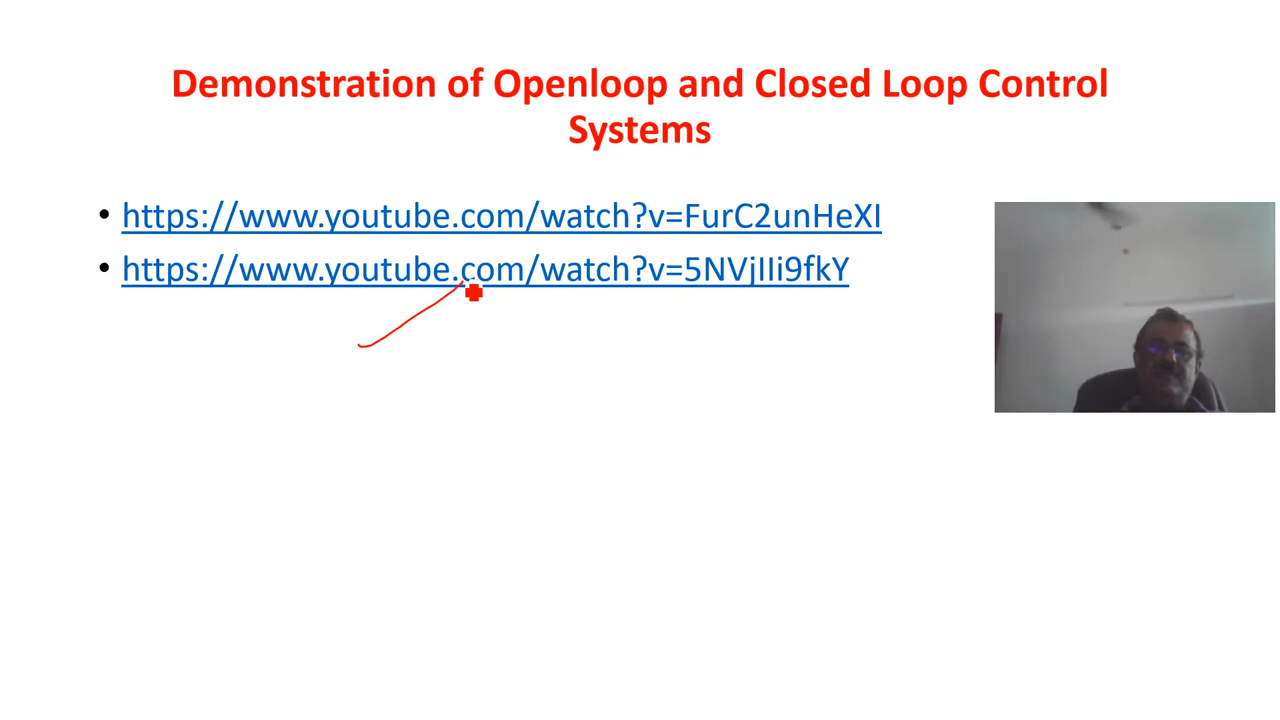 Demonstration of Openloop and Closed Loop Control
Systems
• https://www.youtube.com/watch?v=FurC2unHeXI
• https://www.youtube.com/watch?v=5NVjIIi9fkY